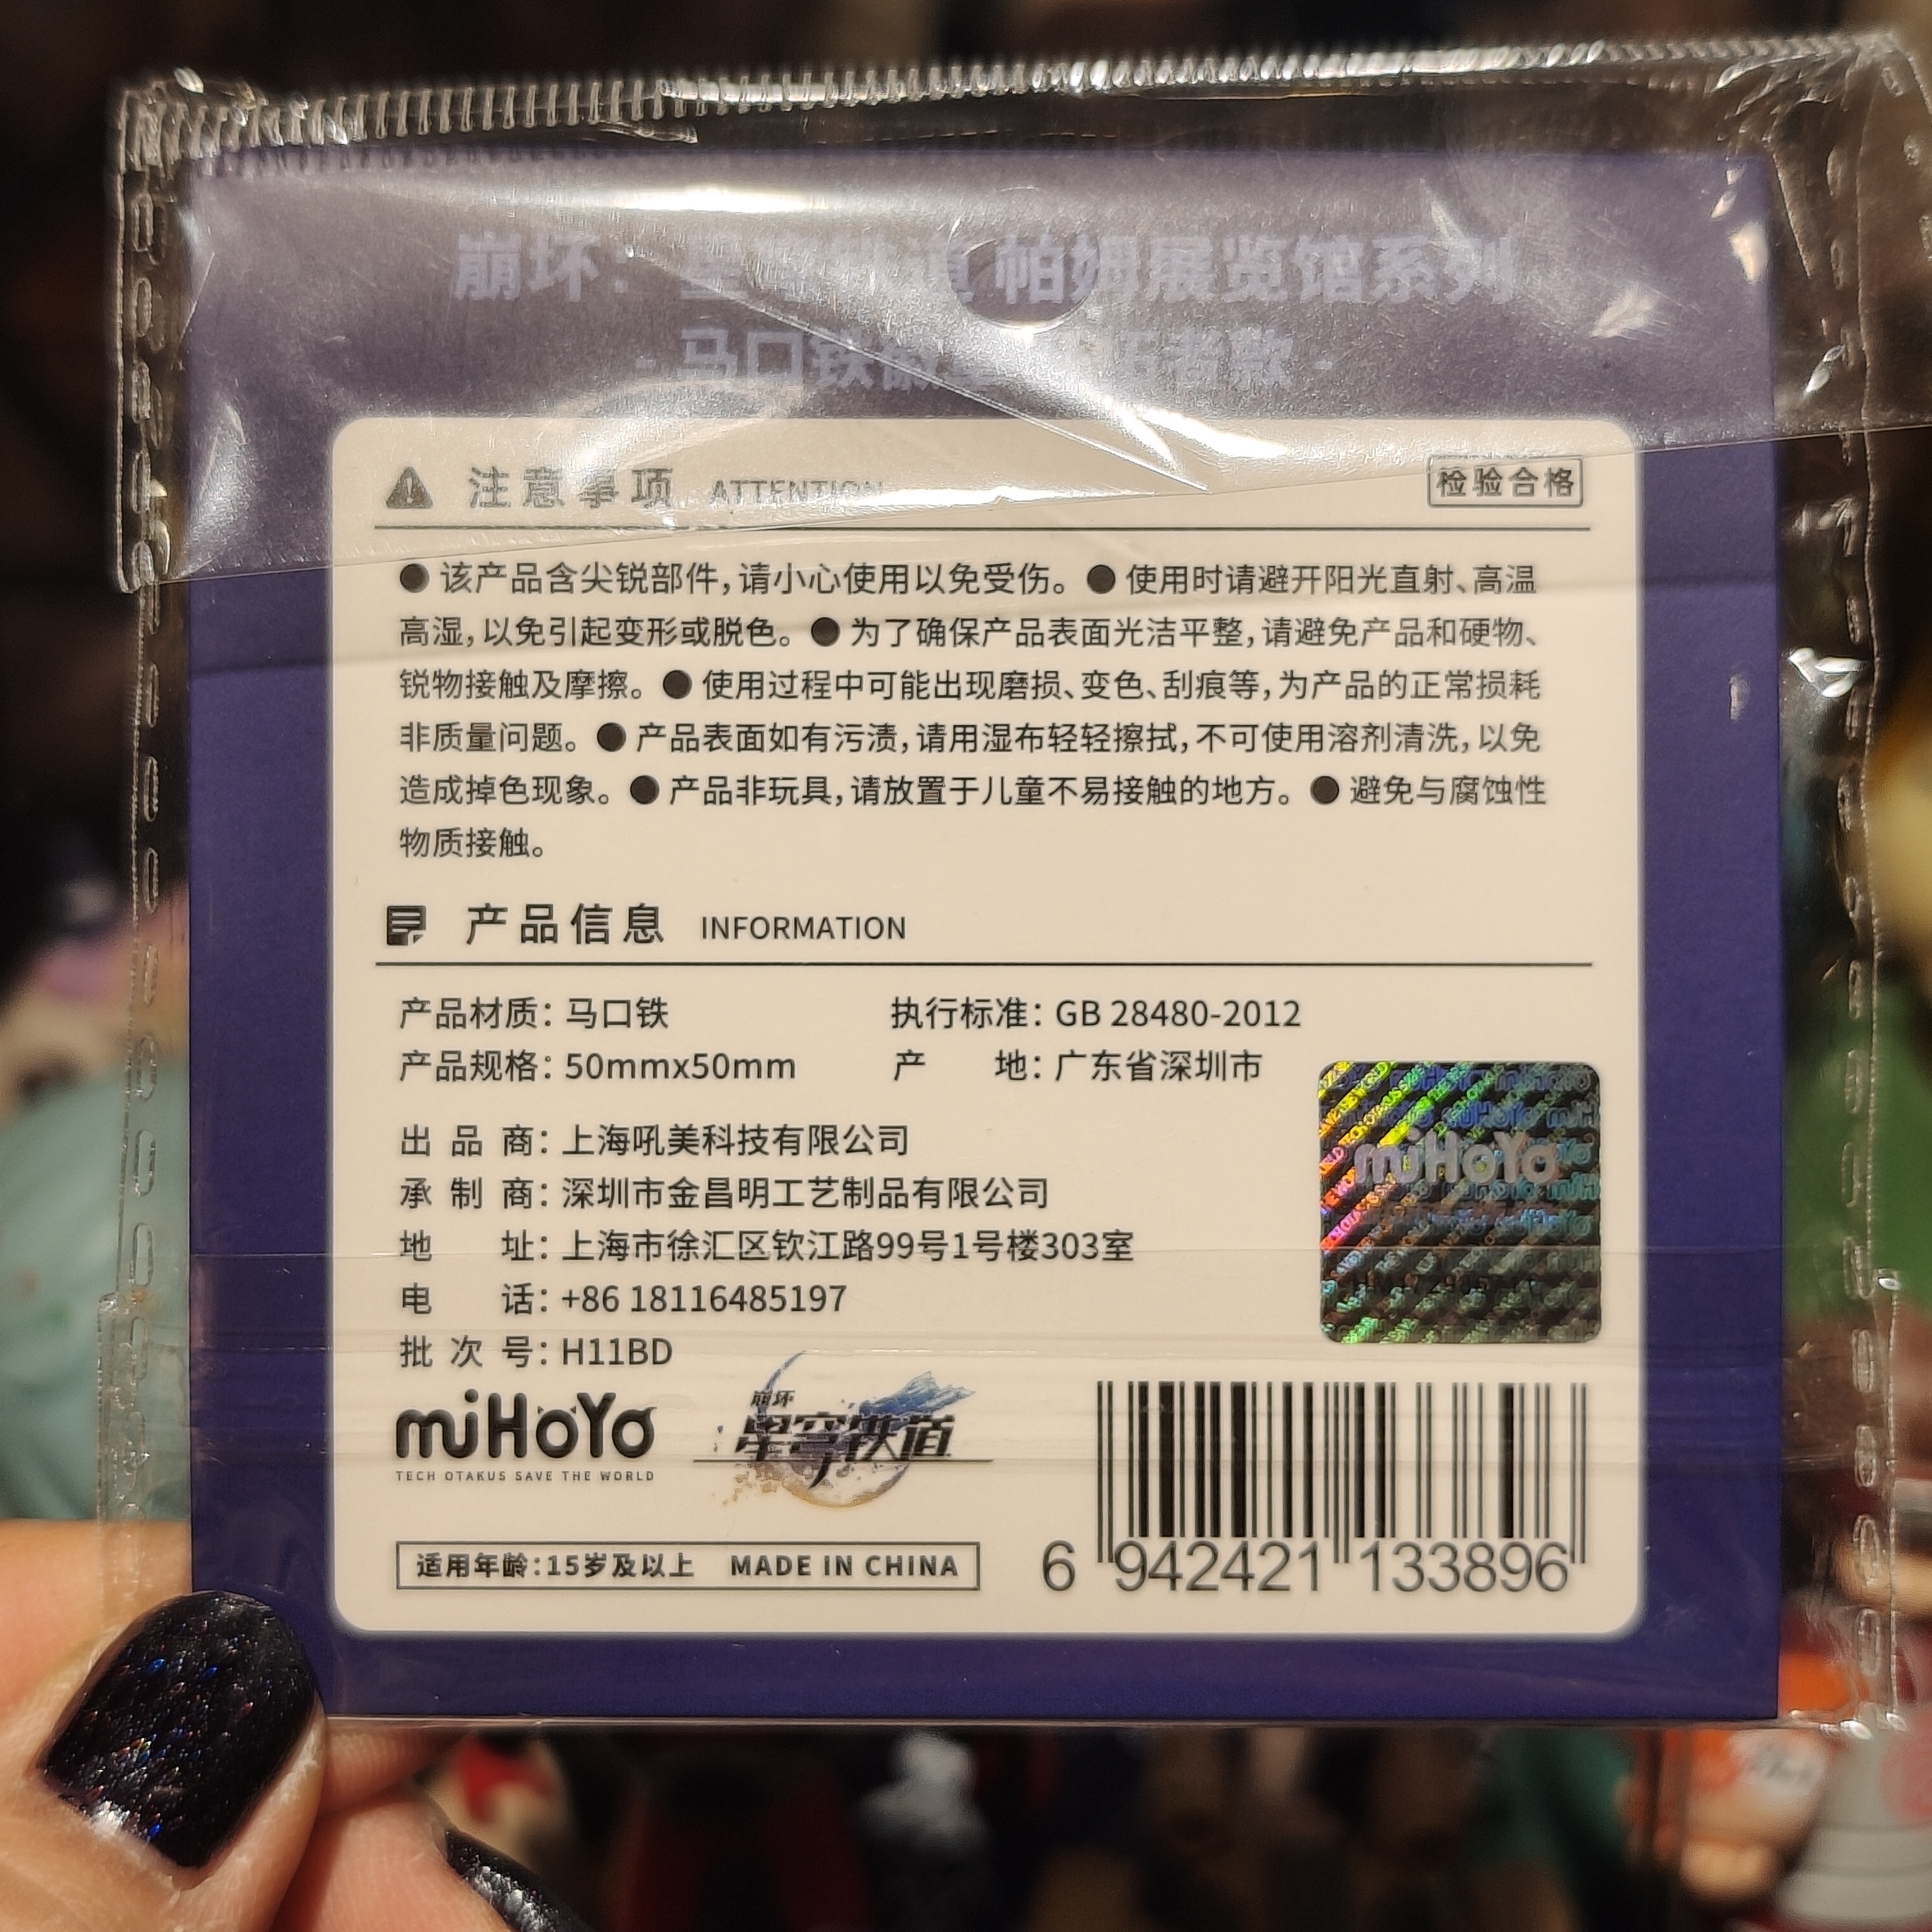 崩坏：星穹铁道 帕姆展览馆系列
- 马口铁徽章 开拓者款 -
注意事项 ATTENTION 检验合格
● 该产品含尖锐部件，请小心使用以免受伤。● 使用时请避开阳光直射、高温
高湿，以免引起变形或脱色。● 为了确保产品表面光洁平整，请避免产品和硬物、
锐物接触及摩擦。● 使用过程中可能出现磨损、变色、刮痕等，为产品的正常损耗
非质量问题。● 产品表面如有污渍，请用湿布轻轻擦拭，不可使用溶剂清洗，以免
造成掉色现象。● 产品非玩具，请放置于儿童不易接触的地方。● 避免与腐蚀性
物质接触。
产品信息 INFORMATION
产品材质：马口铁 执行标准：GB 28480-2012
产品规格：50mmx50mm 产 地：广东省深圳市
出品商：上海吼美科技有限公司
承制商：深圳市金昌明工艺制品有限公司
地 址：上海市徐汇区钦江路99号1号楼303室
电 话：+86 18116485197
批次号：H11BD
miHoYo
miHoYo
TECH OTAKUS SAVE THE WORLD
崩坏
星穹铁道
适用年龄：15岁及以上 MADE IN CHINA
6 942421 133896